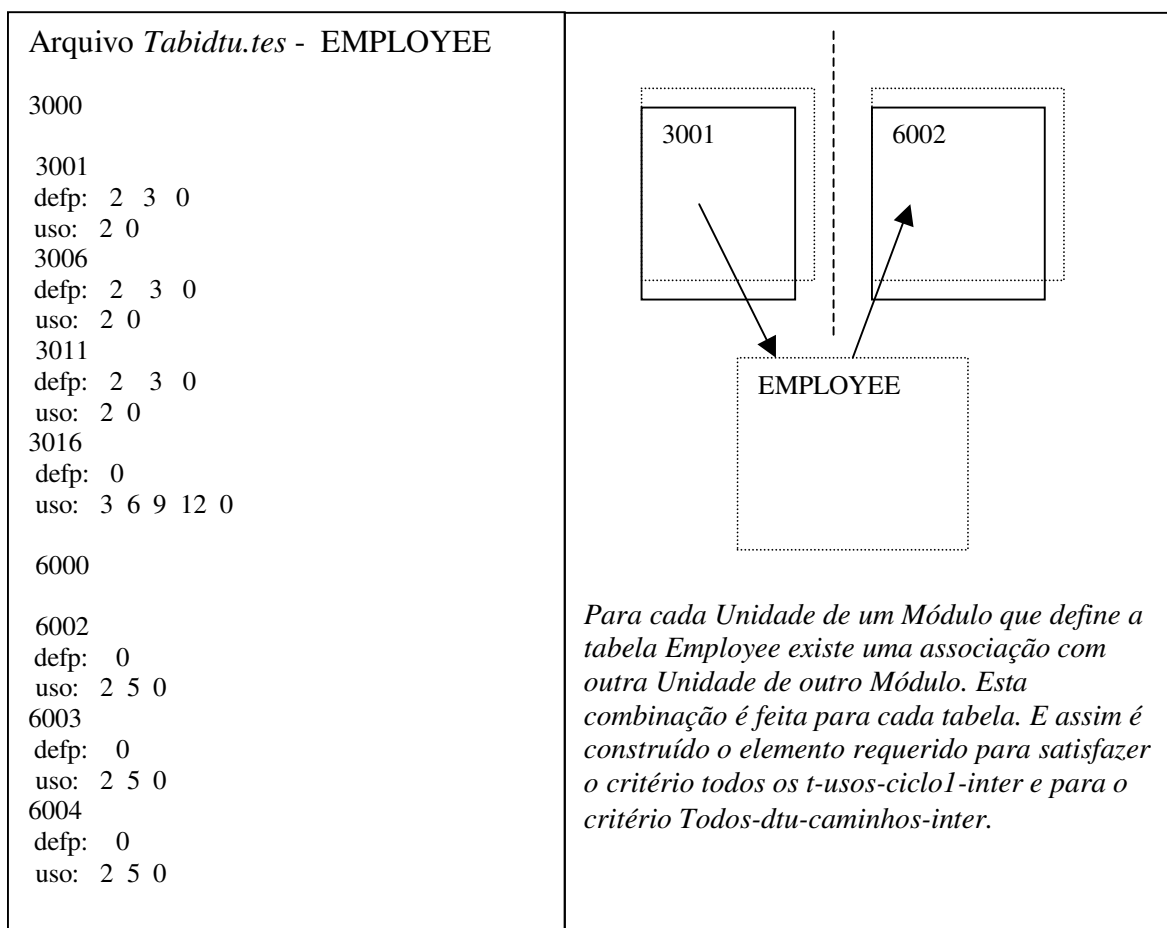 Arquivo Tabidtu.tes - EMPLOYEE
3000
3001
defp: 2 3 0
uso: 2 0
3006
defp: 2 3 0
uso: 2 0
3011
defp: 2 3 0
uso: 2 0
3016
defp: 0
uso: 3 6 9 12 0
6000
6002
defp: 0
uso: 2 5 0
6003
defp: 0
uso: 2 5 0
6004
defp: 0
uso: 2 5 0
3001
6002
EMPLOYEE
Para cada Unidade de um Módulo que define a
tabela Employee existe uma associação com
outra Unidade de outro Módulo. Esta
combinação é feita para cada tabela. E assim é
construído o elemento requerido para satisfazer
o critério todos os t-usos-ciclo1-inter e para o
critério Todos-dtu-caminhos-inter.